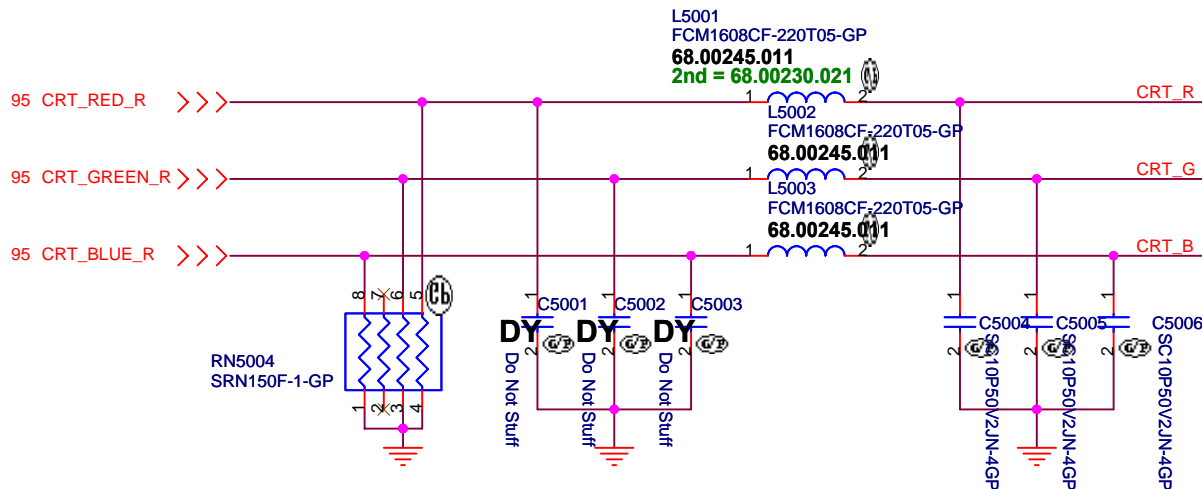 L5001
FCM1608CF-220T05-GP
68.00245.011
2nd = 68.00230.021
95 CRT_RED_R
1
2
CRT_R
L5002
FCM1608CF-220T05-GP
68.00245.011
95 CRT_GREEN_R
1
2
CRT_G
L5003
FCM1608CF-220T05-GP
68.00245.011
95 CRT_BLUE_R
1
2
CRT_B
8 7 6 5
RN5004
SRN150F-1-GP
1 2 3 4
1
C5001
DY
2
G/P
Do Not Stuff
1
C5002
DY
2
G/P
Do Not Stuff
1
C5003
DY
2
G/P
Do Not Stuff
1
C5004
2
SC10P50V2JN-4GP
1
C5005
2
SC10P50V2JN-4GP
1
C5006
2
G/P
SC10P50V2JN-4GP